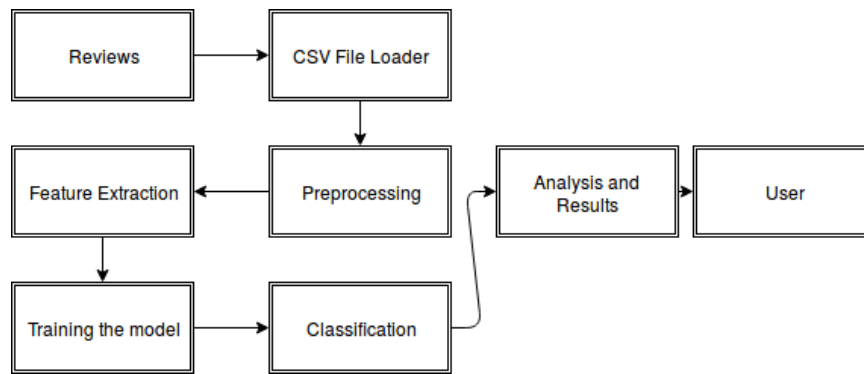 Reviews
CSV File Loader
Feature Extraction
Preprocessing
Analysis and
Results
User
Training the model
Classification